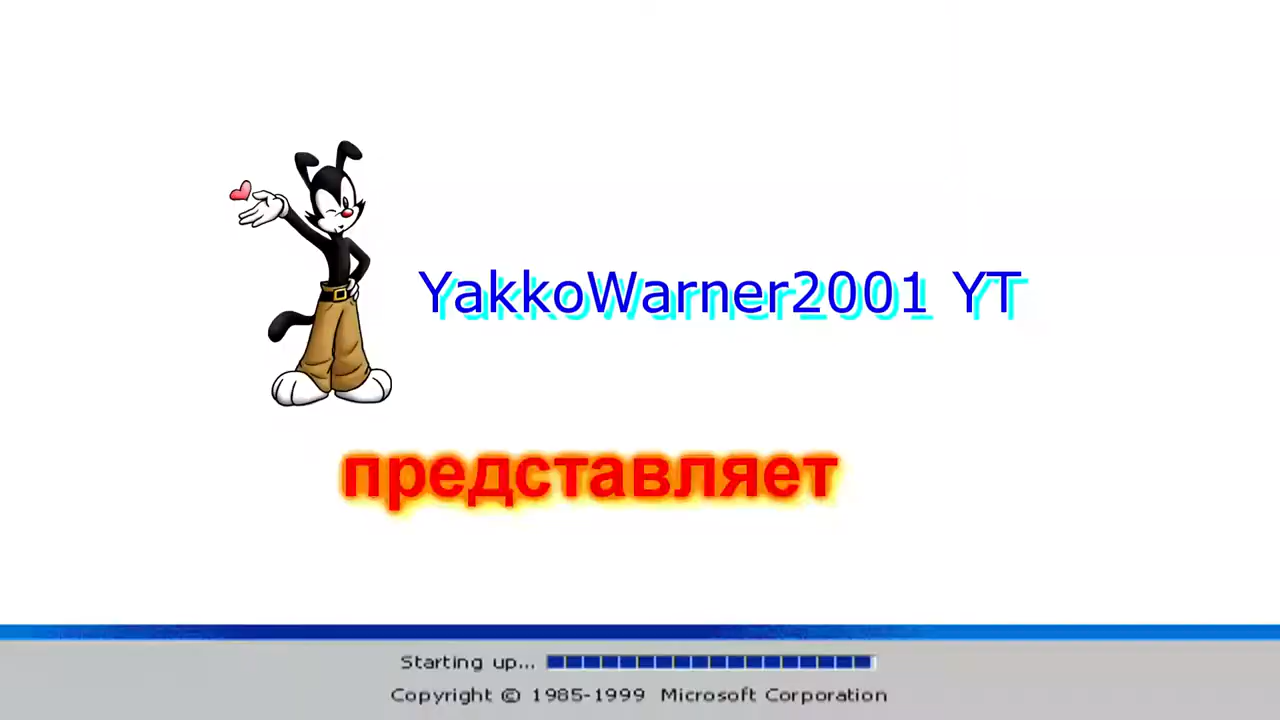 YakkoWarner2001 YT
представляет
Starting up...
Copyright © 1985-1999 Microsoft Corporation